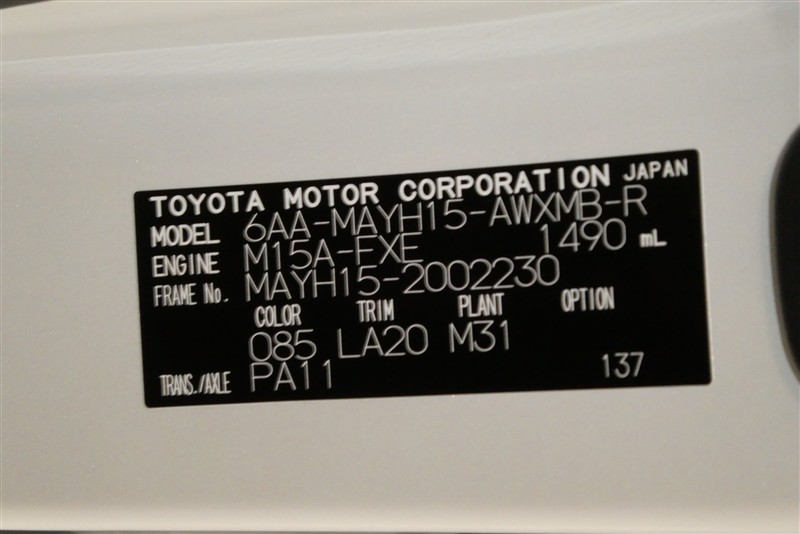 TOYOTA MOTOR CORPORATION JAPAN
MODEL 6AA-MAYH15-AWXMB-R
ENGINE M15A-FXE 1490 mL
FRAME No. MAYH15-2002230
COLOR TRIM PLANT OPTION
085 LA20 M31
TRANS./AXLE PA11 137